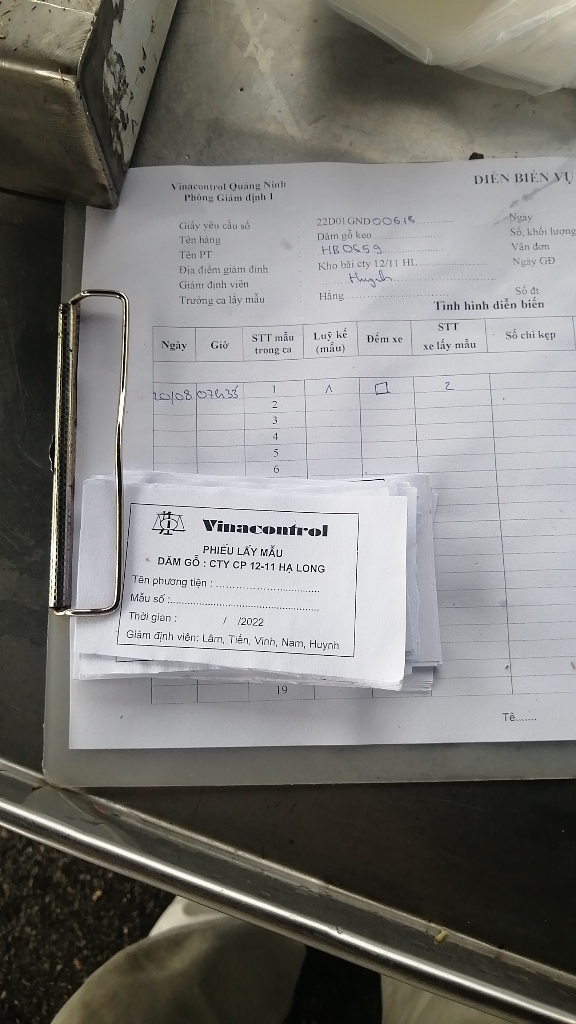 Vinacontrol Quảng Ninh
Phòng Giám định 1
DIỄN BIẾN VỤ
Giấy yêu cầu số : 22D01GND00618
Ngày
Tên hàng : Dăm gỗ keo
Số, khối lượng
Tên PT : HB0659
Vân đơn
Địa điểm giám định : Kho bãi cty 12/11 HL
Ngày GĐ
Giám định viên : Huynh
Trưởng ca lấy mẫu : Hằng
Số đt
Tình hình diễn biến
Ngày Giờ STT mẫu trong ca Luỹ kế (mẫu) Đếm xe STT xe lấy mẫu Số chì kẹp
20/08 07h33 1 1 2
2
3
4
5
6
Vinacontrol
PHIẾU LẤY MẪU
DĂM GỖ : CTY CP 12-11 HẠ LONG
Tên phương tiện : ................................
Mẫu số :..............................................
Thời gian : / /2022
Giám định viên: Lâm, Tiến, Vinh, Nam, Huynh
19
Tè.......